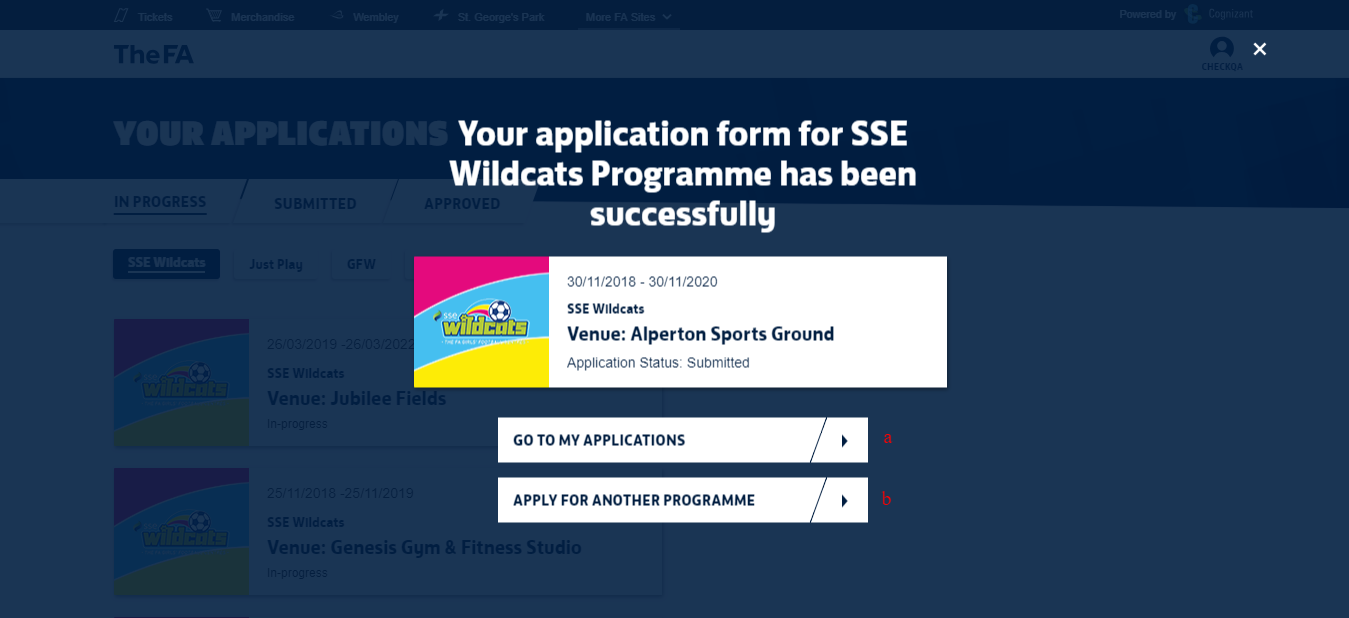 Tickets Merchandise Wembley St. George's Park More FA Sites Powered by Cognizant
TheFA
CHECKQA
YOUR APPLICATIONS
Your application form for SSE
Wildcats Programme has been
successfully
IN PROGRESS SUBMITTED APPROVED
SSE Wildcats Just Play GFW
30/11/2018 - 30/11/2020
SSE Wildcats
Venue: Alperton Sports Ground
Application Status: Submitted
sse
wildcats
26/03/2019 -26/03/2022
SSE Wildcats
Venue: Jubilee Fields
In-progress
wildcats
GO TO MY APPLICATIONS a
APPLY FOR ANOTHER PROGRAMME b
25/11/2018 -25/11/2019
SSE Wildcats
Venue: Genesis Gym & Fitness Studio
In-progress
wildcats